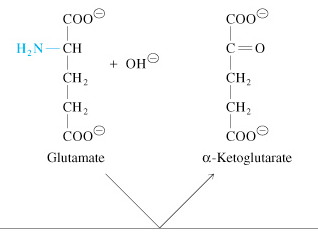 COO⊖ COO⊖
H₂N—CH + OH⊖ C=O
CH₂ CH₂
CH₂ CH₂
COO⊖ COO⊖
Glutamate α-Ketoglutarate